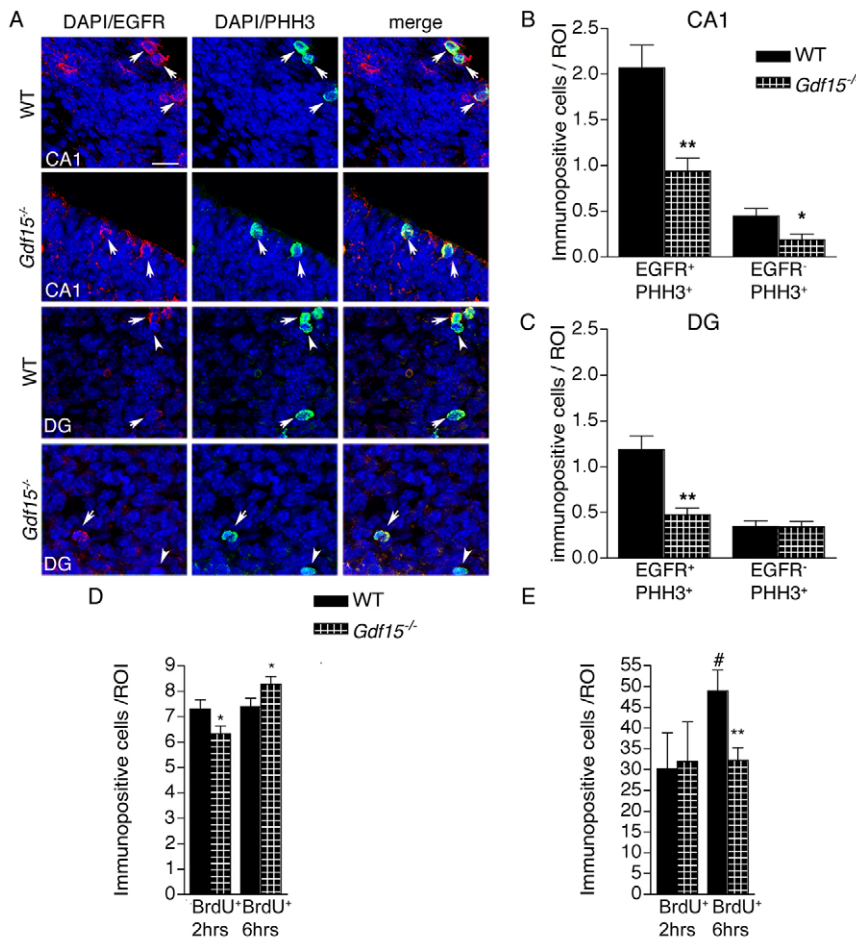 A
DAPI/EGFR DAPI/PHH3 merge
WT
CA1
Gdf15-/-
CA1
WT
DG
Gdf15-/-
DG
B
CA1
WT
Gdf15-/-
Immunopositive cells / ROI
2.5
2.0
1.5
1.0
0.5
0.0
**
*
EGFR+ EGFR-
PHH3+ PHH3+
C
DG
immunopositive cells / ROI
2.5
2.0
1.5
1.0
0.5
0.0
**
EGFR+ EGFR-
PHH3+ PHH3+
D
WT
Gdf15-/-
Immunopositive cells /ROI
9
8
7
6
5
4
3
2
1
0
*
*
BrdU+ BrdU+
2hrs 6hrs
E
Immunopositive cells /ROI
55
50
45
40
35
30
25
20
15
10
5
0
#
**
BrdU+ BrdU+
2hrs 6hrs